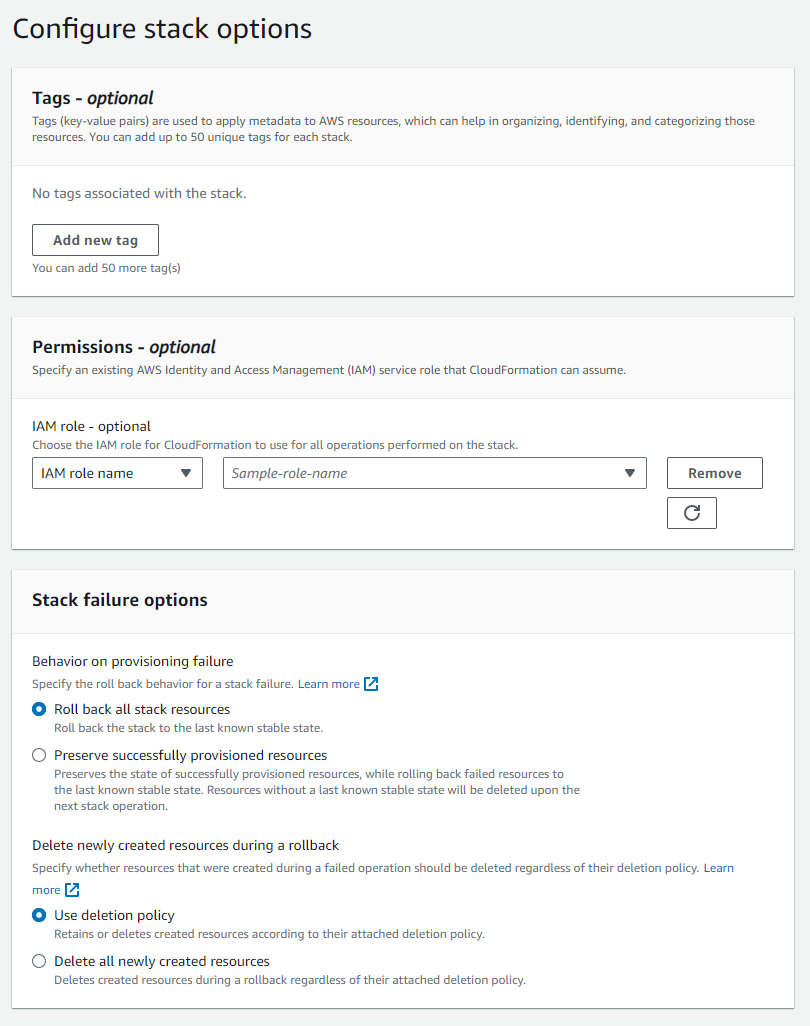 Configure stack options
Tags - optional
Tags (key-value pairs) are used to apply metadata to AWS resources, which can help in organizing, identifying, and categorizing those
resources. You can add up to 50 unique tags for each stack.
No tags associated with the stack.
Add new tag
You can add 50 more tag(s)
Permissions - optional
Specify an existing AWS Identity and Access Management (IAM) service role that CloudFormation can assume.
IAM role - optional
Choose the IAM role for CloudFormation to use for all operations performed on the stack.
IAM role name
Sample-role-name
Remove
Stack failure options
Behavior on provisioning failure
Specify the roll back behavior for a stack failure. Learn more
Roll back all stack resources
Roll back the stack to the last known stable state.
Preserve successfully provisioned resources
Preserves the state of successfully provisioned resources, while rolling back failed resources to
the last known stable state. Resources without a last known stable state will be deleted upon the
next stack operation.
Delete newly created resources during a rollback
Specify whether resources that were created during a failed operation should be deleted regardless of their deletion policy. Learn
more
Use deletion policy
Retains or deletes created resources according to their attached deletion policy.
Delete all newly created resources
Deletes created resources during a rollback regardless of their attached deletion policy.